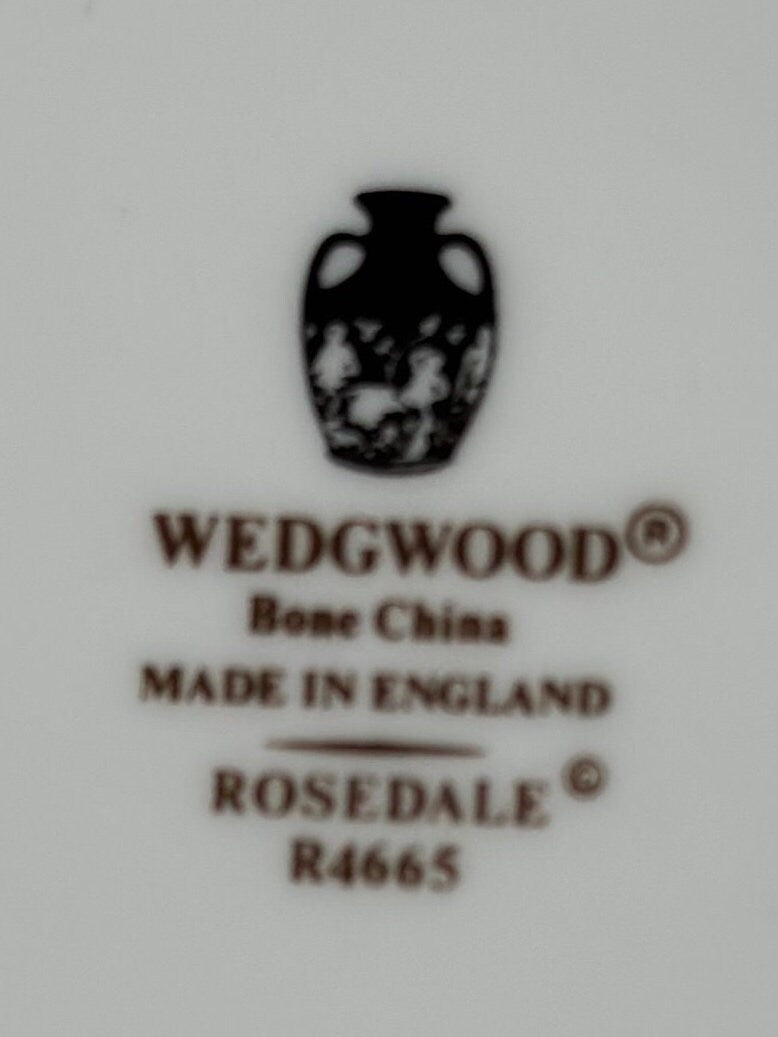 WEDGWOOD®
Bone China
MADE IN ENGLAND
ROSEDALE©
R4665